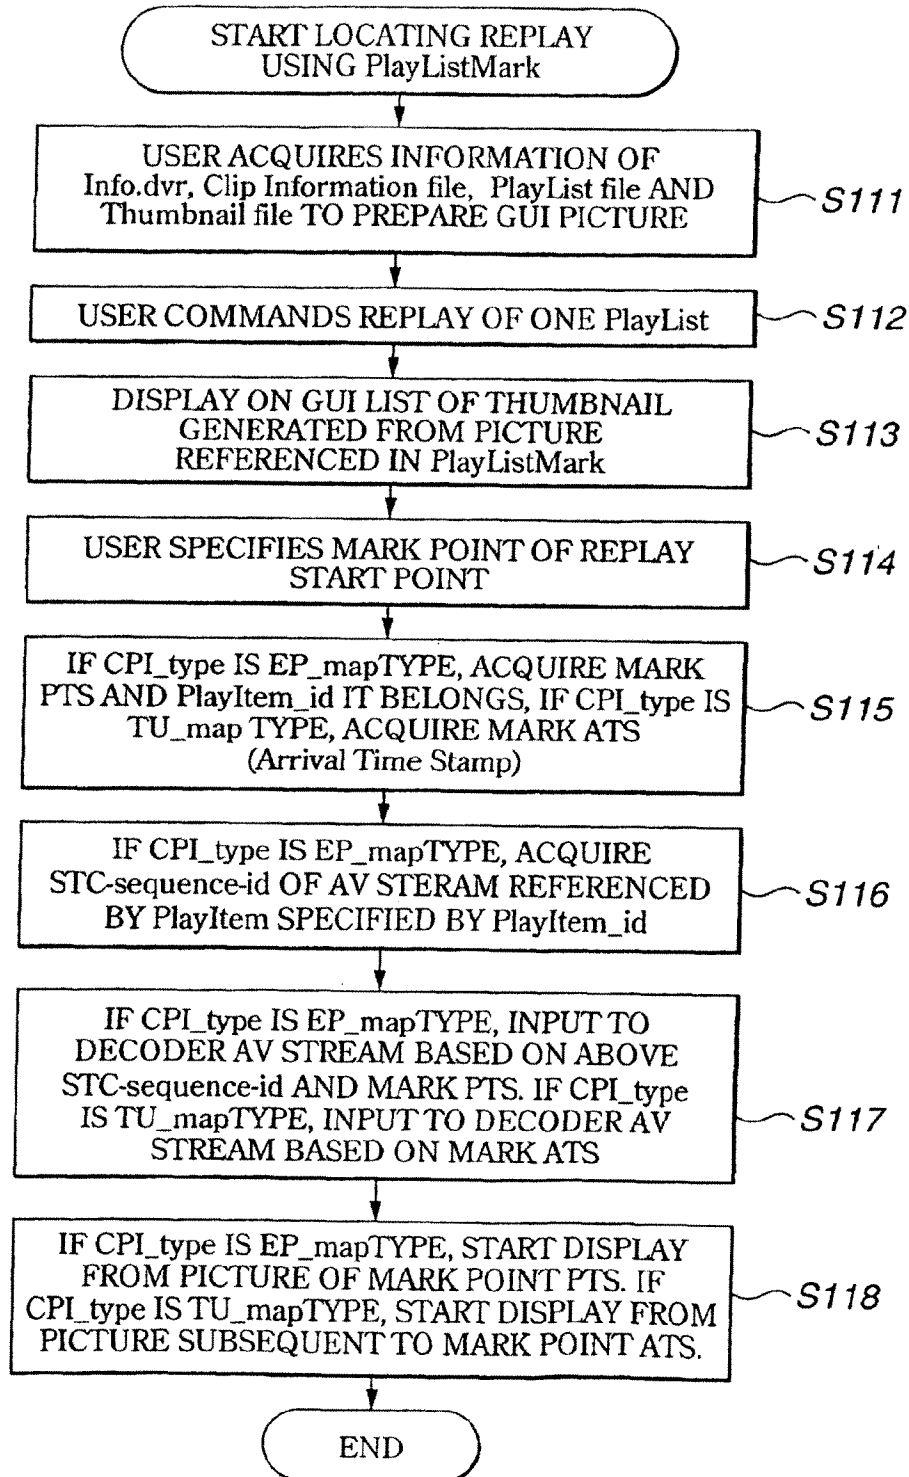 START LOCATING REPLAY
USING PlayListMark
USER ACQUIRES INFORMATION OF
Info.dvr, Clip Information file, PlayList file AND
Thumbnail file TO PREPARE GUI PICTURE
S111
USER COMMANDS REPLAY OF ONE PlayList
S112
DISPLAY ON GUI LIST OF THUMBNAIL
GENERATED FROM PICTURE
REFERENCED IN PlayListMark
S113
USER SPECIFIES MARK POINT OF REPLAY
START POINT
S114
IF CPI_type IS EP_mapTYPE, ACQUIRE MARK
PTS AND PlayItem_id IT BELONGS, IF CPI_type IS
TU_map TYPE, ACQUIRE MARK ATS
(Arrival Time Stamp)
S115
IF CPI_type IS EP_mapTYPE, ACQUIRE
STC-sequence-id OF AV STERAM REFERENCED
BY PlayItem SPECIFIED BY PlayItem_id
S116
IF CPI_type IS EP_mapTYPE, INPUT TO
DECODER AV STREAM BASED ON ABOVE
STC-sequence-id AND MARK PTS. IF CPI_type
IS TU_mapTYPE, INPUT TO DECODER AV
STREAM BASED ON MARK ATS
S117
IF CPI_type IS EP_mapTYPE, START DISPLAY
FROM PICTURE OF MARK POINT PTS. IF
CPI_type IS TU_mapTYPE, START DISPLAY FROM
PICTURE SUBSEQUENT TO MARK POINT ATS.
S118
END